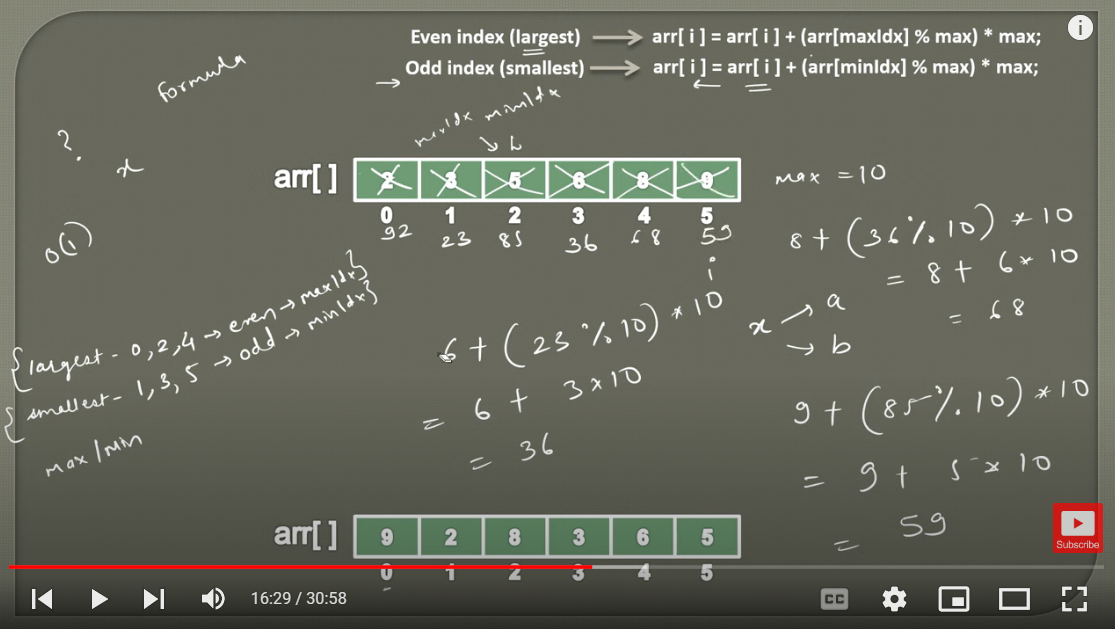 Even index (largest) → arr[ i ] = arr[ i ] + (arr[maxIdx] % max) * max;
→ Odd index (smallest) → arr[ i ] = arr[ i ] + (arr[minIdx] % max) * max;
i
formula
?
x
O(1)
maxIdx minIdx
arr[ ] 2 3 5 6 8 9
0 1 2 3 4 5
92 23 85 36 68 59
i
max = 10
8 + (36 % 10) * 10
= 8 + 6 * 10
= 68
x → a
→ b
{ largest - 0, 2, 4 → even → maxIdx }
{ smallest - 1, 3, 5 → odd → minIdx }
max/min
6 + (23 % 10) * 10
= 6 + 3 x 10
= 36
9 + (85 % 10) * 10
= 9 + 5 x 10
= 59
arr[ ] 9 2 8 3 6 5
0 1 2 3 4 5
Subscribe
16:29 / 30:58
CC